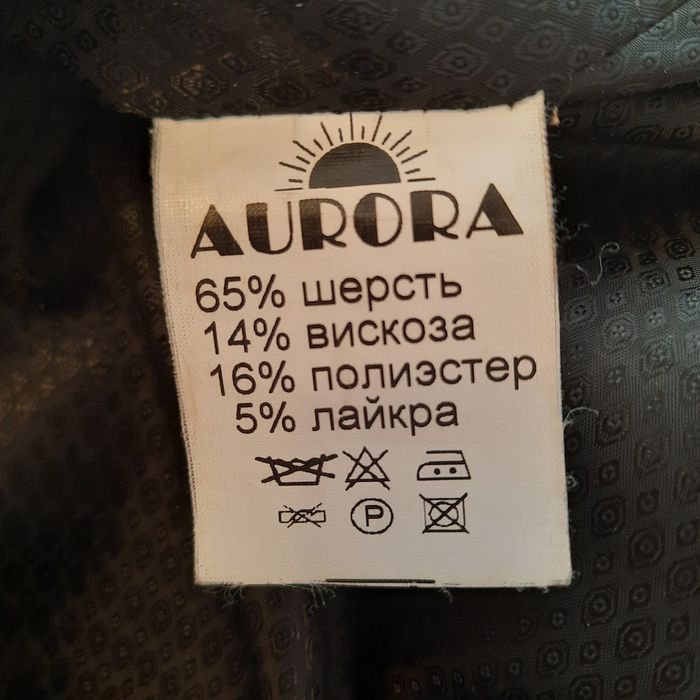 AURORA
65% шерсть
14% вискоза
16% полиэстер
5% лайкра
P